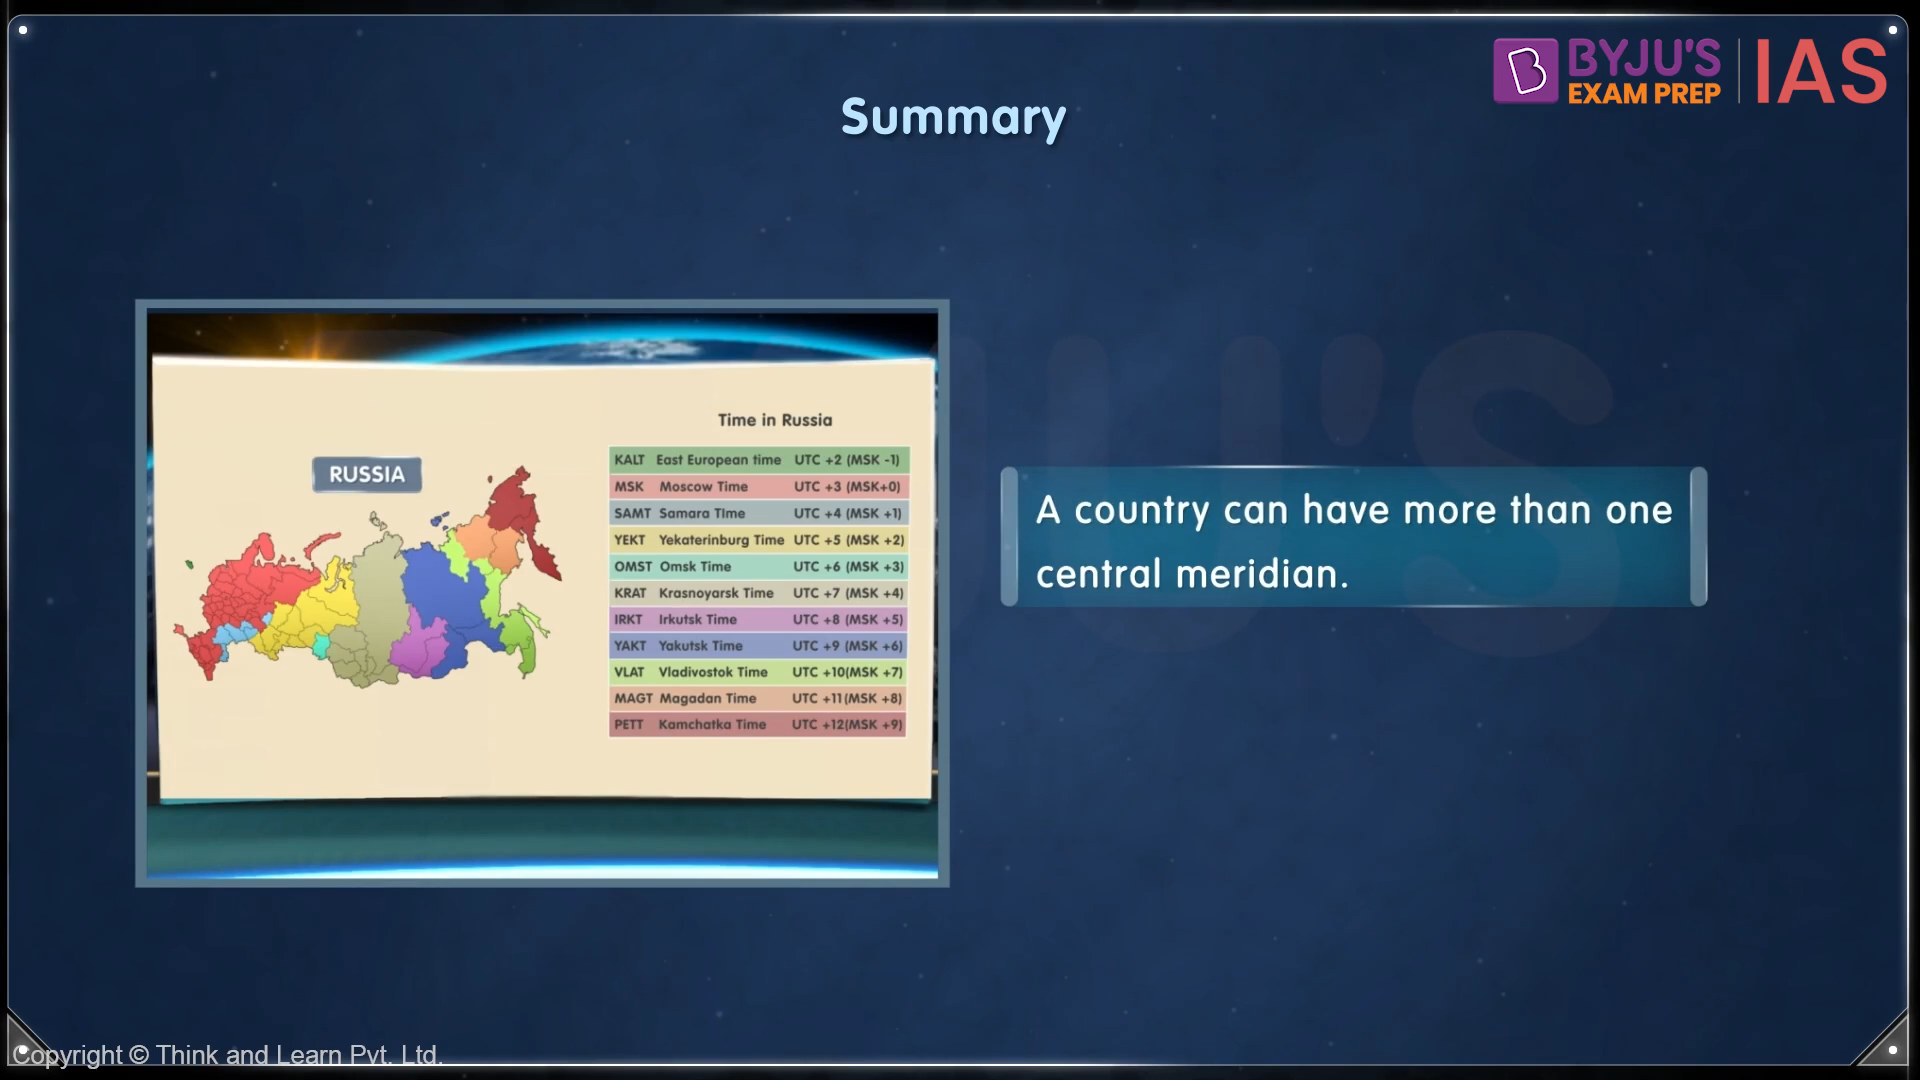 BYJU'S
EXAM PREP
IAS
Summary
RUSSIA
Time in Russia
KALT East European time UTC +2 (MSK -1)
MSK Moscow Time UTC +3 (MSK+0)
SAMT Samara TIme UTC +4 (MSK +1)
YEKT Yekaterinburg Time UTC +5 (MSK +2)
OMST Omsk Time UTC +6 (MSK +3)
KRAT Krasnoyarsk Time UTC +7 (MSK +4)
IRKT Irkutsk Time UTC +8 (MSK +5)
YAKT Yakutsk Time UTC +9 (MSK +6)
VLAT Vladivostok Time UTC +10(MSK +7)
MAGT Magadan Time UTC +11(MSK +8)
PETT Kamchatka Time UTC +12(MSK +9)
A country can have more than one
central meridian.
Copyright © Think and Learn Pvt. Ltd.